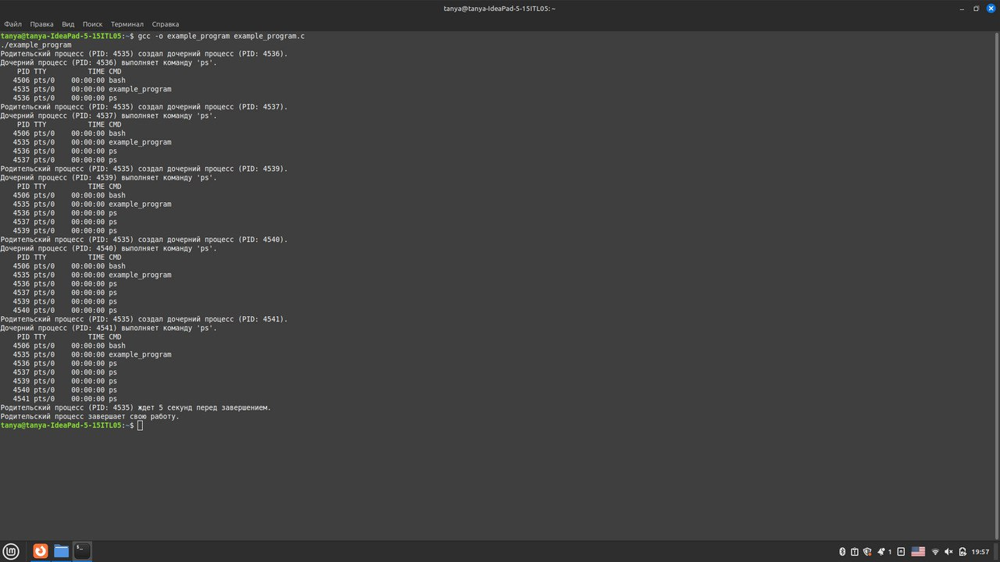 tanya@tanya-IdeaPad-5-15ITL05: ~
Файл Правка Вид Поиск Терминал Справка
tanya@tanya-IdeaPad-5-15ITL05:~$ gcc -o example_program example_program.c
./example_program
Родительский процесс (PID: 4535) создал дочерний процесс (PID: 4536).
Дочерний процесс (PID: 4536) выполняет команду 'ps'.
    PID TTY          TIME CMD
   4506 pts/0    00:00:00 bash
   4535 pts/0    00:00:00 example_program
   4536 pts/0    00:00:00 ps
Родительский процесс (PID: 4535) создал дочерний процесс (PID: 4537).
Дочерний процесс (PID: 4537) выполняет команду 'ps'.
    PID TTY          TIME CMD
   4506 pts/0    00:00:00 bash
   4535 pts/0    00:00:00 example_program
   4536 pts/0    00:00:00 ps
   4537 pts/0    00:00:00 ps
Родительский процесс (PID: 4535) создал дочерний процесс (PID: 4539).
Дочерний процесс (PID: 4539) выполняет команду 'ps'.
    PID TTY          TIME CMD
   4506 pts/0    00:00:00 bash
   4535 pts/0    00:00:00 example_program
   4536 pts/0    00:00:00 ps
   4537 pts/0    00:00:00 ps
   4539 pts/0    00:00:00 ps
Родительский процесс (PID: 4535) создал дочерний процесс (PID: 4540).
Дочерний процесс (PID: 4540) выполняет команду 'ps'.
    PID TTY          TIME CMD
   4506 pts/0    00:00:00 bash
   4535 pts/0    00:00:00 example_program
   4536 pts/0    00:00:00 ps
   4537 pts/0    00:00:00 ps
   4539 pts/0    00:00:00 ps
   4540 pts/0    00:00:00 ps
Родительский процесс (PID: 4535) создал дочерний процесс (PID: 4541).
Дочерний процесс (PID: 4541) выполняет команду 'ps'.
    PID TTY          TIME CMD
   4506 pts/0    00:00:00 bash
   4535 pts/0    00:00:00 example_program
   4536 pts/0    00:00:00 ps
   4537 pts/0    00:00:00 ps
   4539 pts/0    00:00:00 ps
   4540 pts/0    00:00:00 ps
   4541 pts/0    00:00:00 ps
Родительский процесс (PID: 4535) ждет 5 секунд перед завершением.
Родительский процесс завершает свою работу.
tanya@tanya-IdeaPad-5-15ITL05:~$
1 19:57